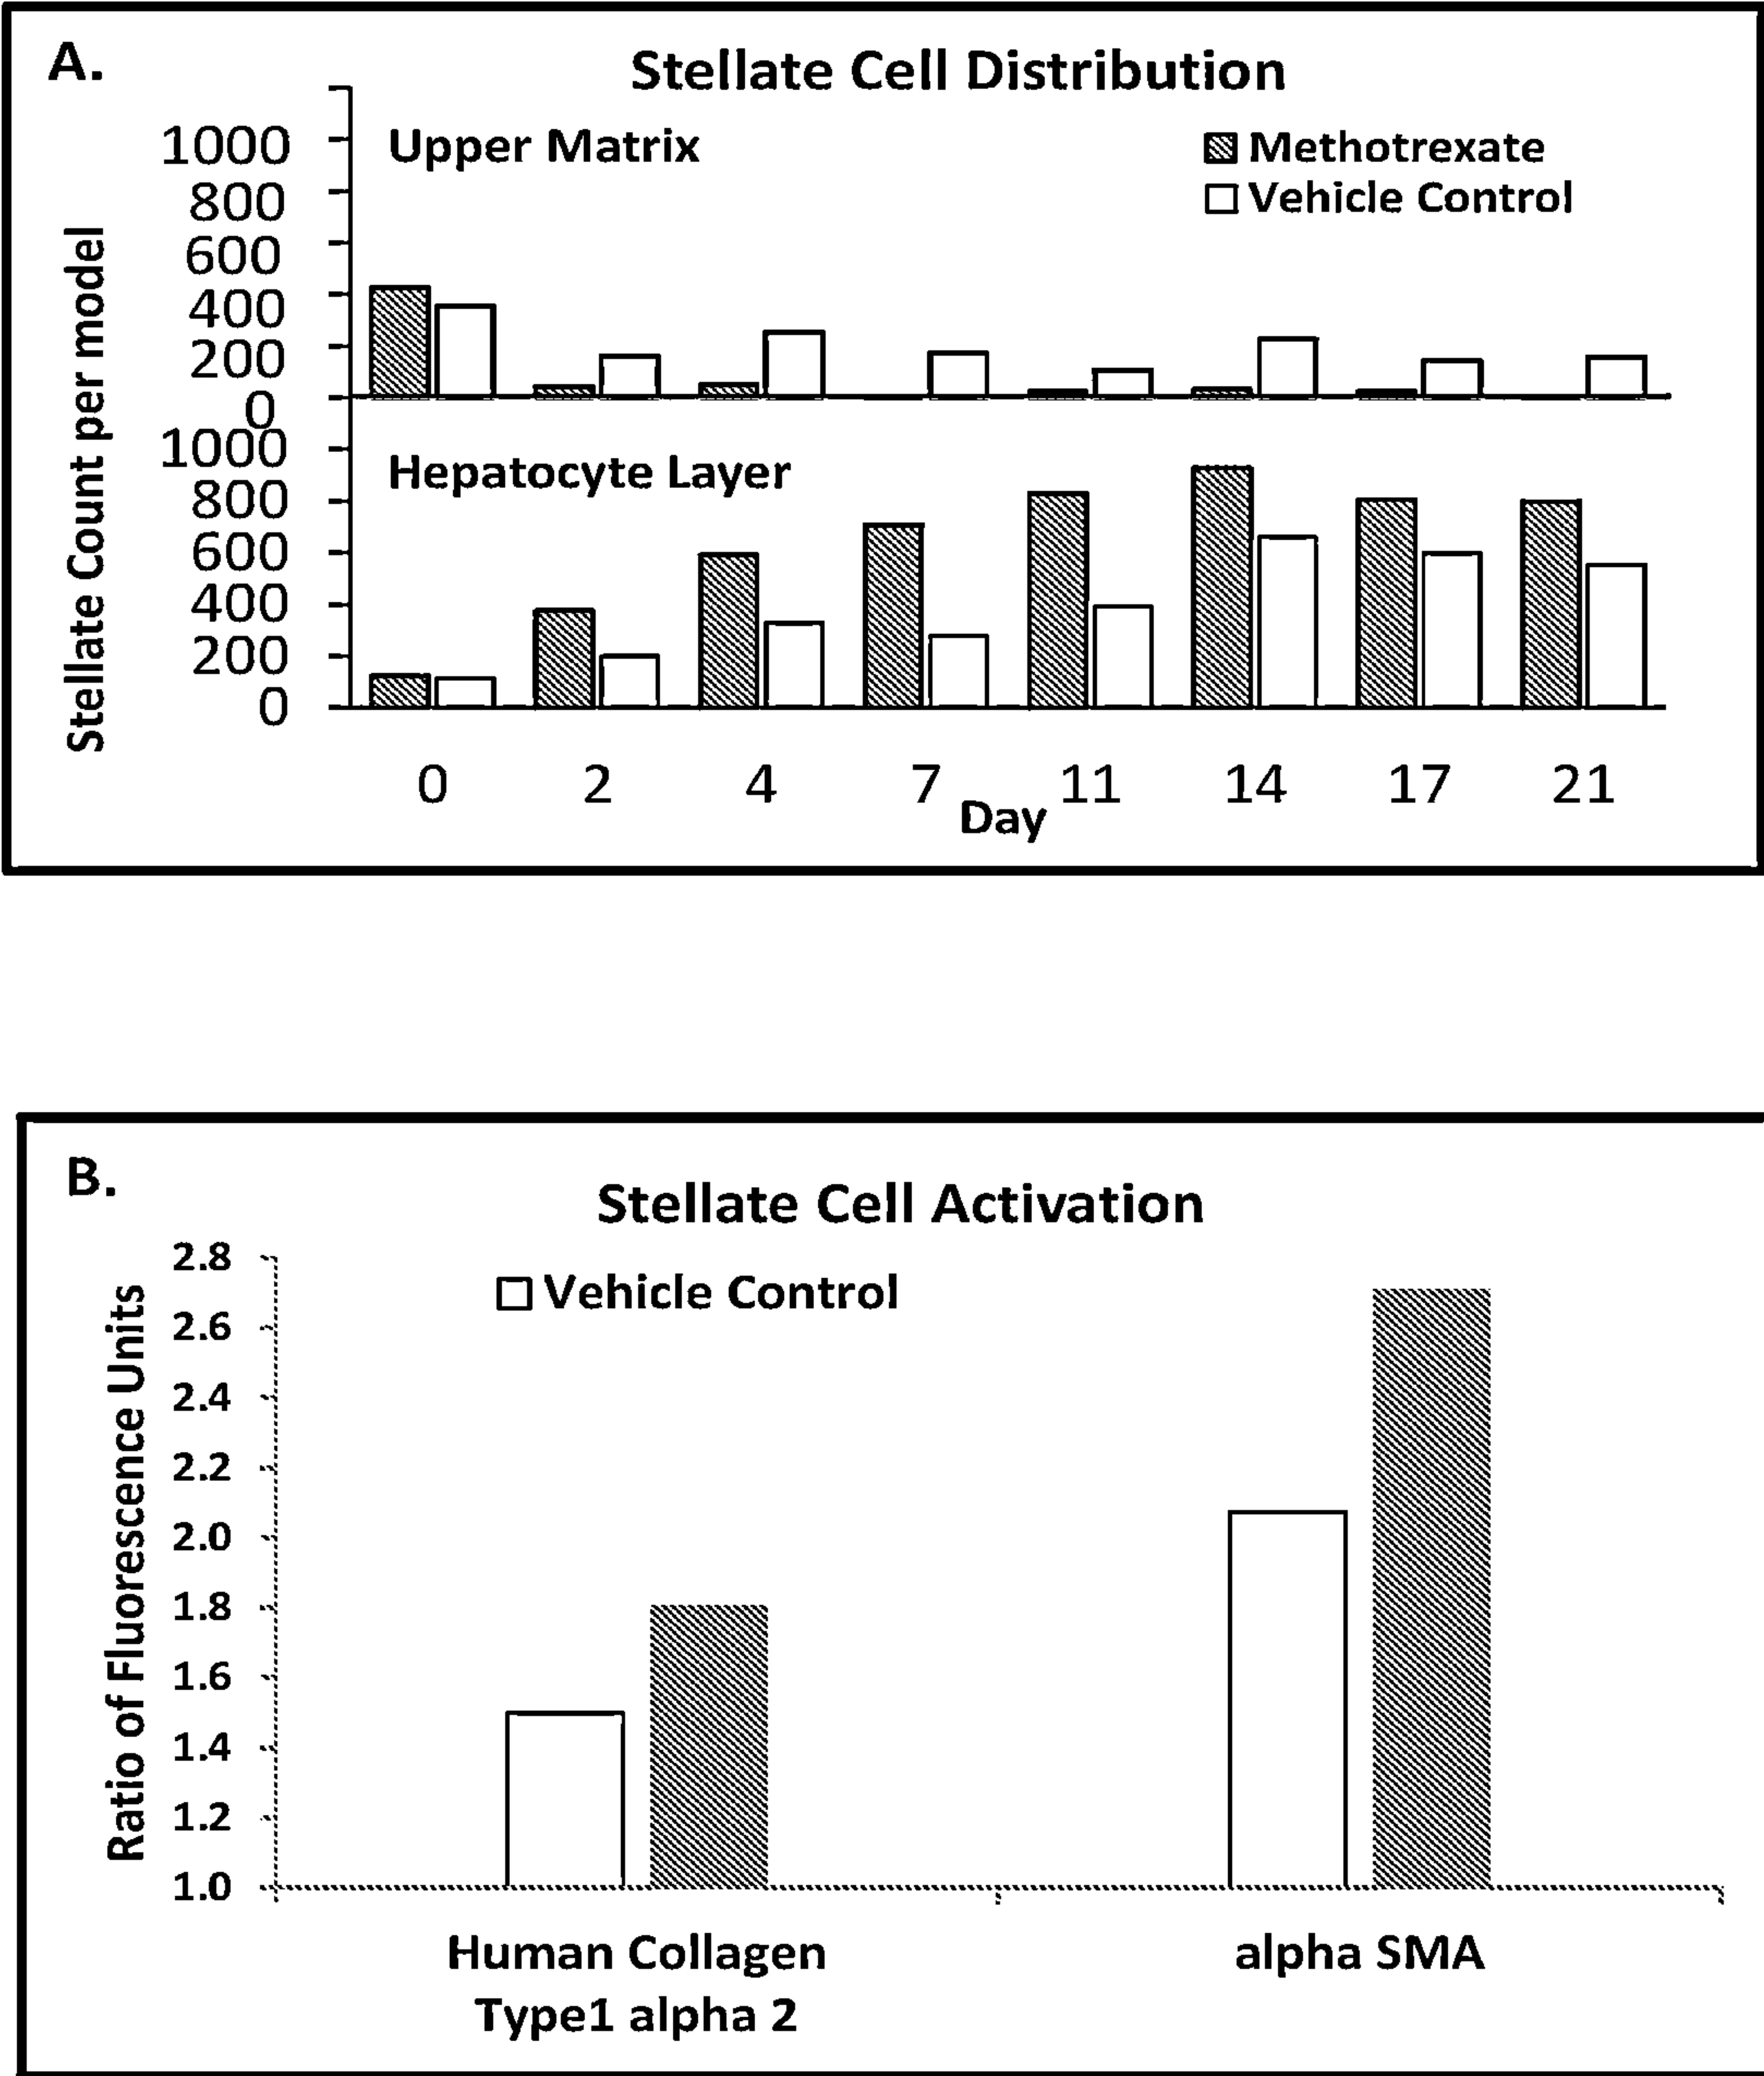 A.
Stellate Cell Distribution
Upper Matrix
Methotrexate
Vehicle Control
Stellate Count per model
1000
800
600
400
200
0
Hepatocyte Layer
1000
800
600
400
200
0
0 2 4 7 11 14 17 21
Day
B.
Stellate Cell Activation
Vehicle Control
Ratio of Fluorescence Units
2.8
2.6
2.4
2.2
2.0
1.8
1.6
1.4
1.2
1.0
Human Collagen
Type1 alpha 2
alpha SMA